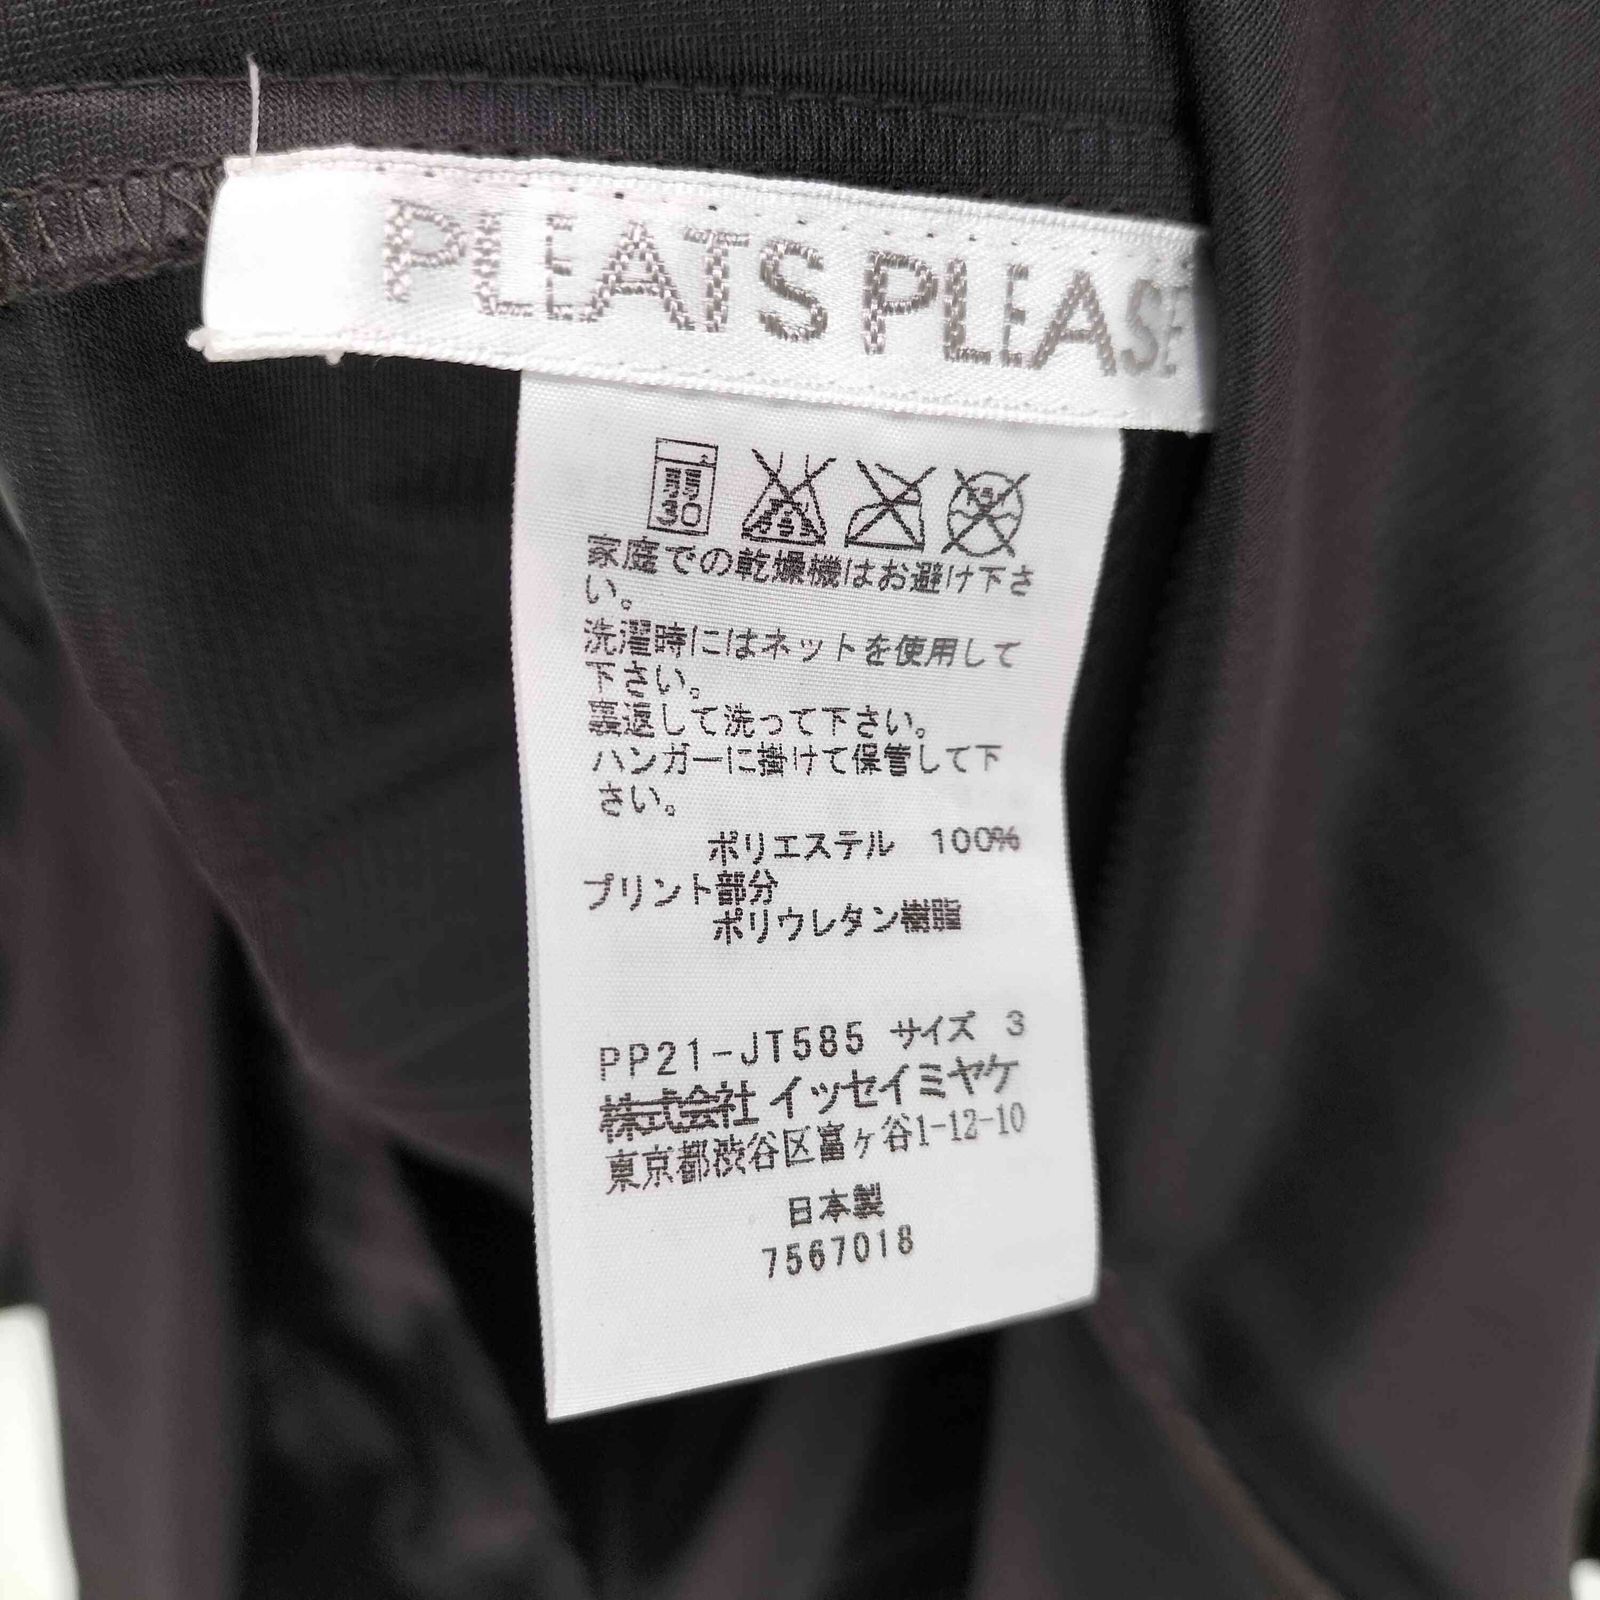 PLEATS PLEASE
弱
30
家庭での乾燥機はお避け下さ
い。
洗濯時にはネットを使用して
下さい。
裏返して洗って下さい。
ハンガーに掛けて保管して下
さい。
ポリエステル 100%
プリント部分
ポリウレタン樹脂
PP21-JT585 サイズ 3
株式会社 イッセイミヤケ
東京都渋谷区富ヶ谷1-12-10
日本製
7567018